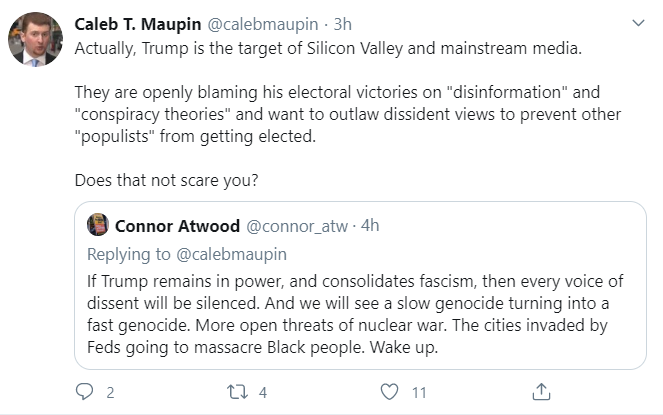 Caleb T. Maupin @calebmaupin · 3h
Actually, Trump is the target of Silicon Valley and mainstream media.
They are openly blaming his electoral victories on "disinformation" and
"conspiracy theories" and want to outlaw dissident views to prevent other
"populists" from getting elected.
Does that not scare you?
Connor Atwood @connor_atw · 4h
Replying to @calebmaupin
If Trump remains in power, and consolidates fascism, then every voice of
dissent will be silenced. And we will see a slow genocide turning into a
fast genocide. More open threats of nuclear war. The cities invaded by
Feds going to massacre Black people. Wake up.
2 4 11